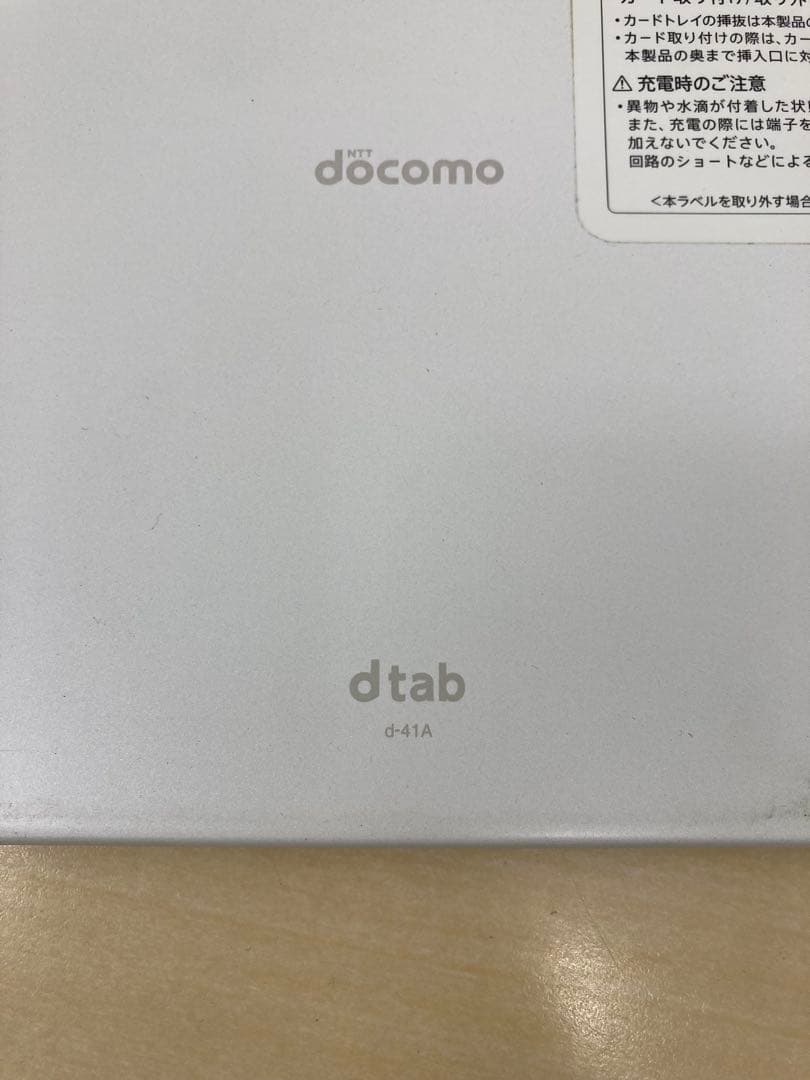 ・カードトレイの挿抜は本製品の
・カード取り付けの際は、カー
本製品の奥まで挿入口に対
⚠ 充電時のご注意
・異物や水滴が付着した状
また、充電の際には端子を
加えないでください。
回路のショートなどによる
<本ラベルを取り外す場合
NTT
docomo
d tab
d-41A